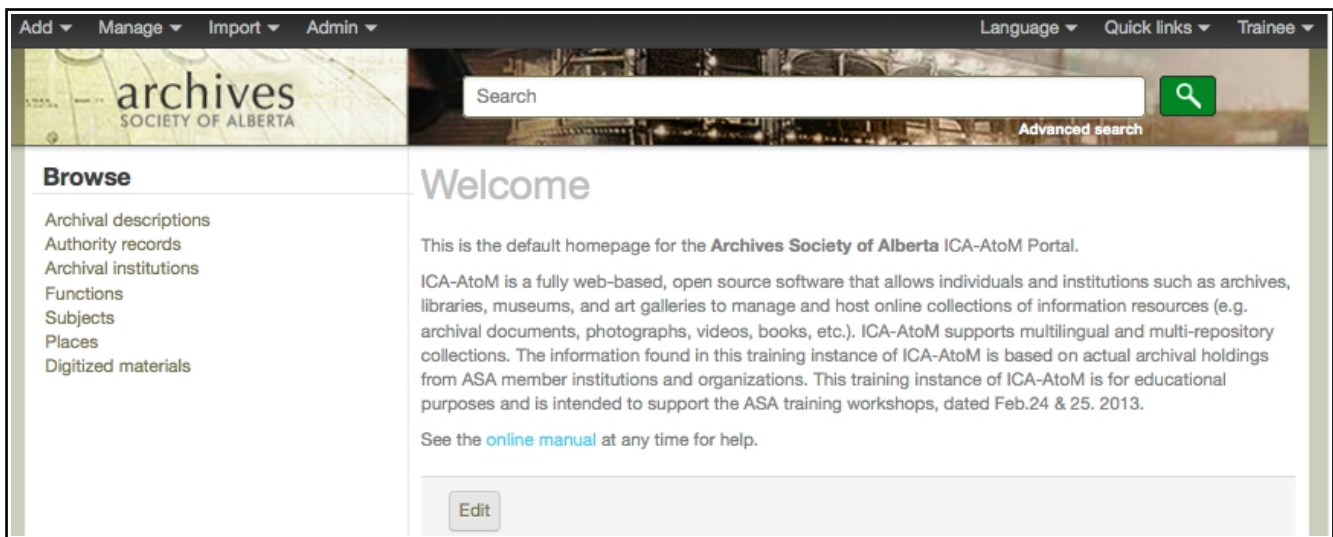 Add Manage Import Admin Language Quick links Trainee
archives
SOCIETY OF ALBERTA
Search
Advanced search
Browse
Archival descriptions
Authority records
Archival institutions
Functions
Subjects
Places
Digitized materials
Welcome
This is the default homepage for the Archives Society of Alberta ICA-AtoM Portal.
ICA-AtoM is a fully web-based, open source software that allows individuals and institutions such as archives,
libraries, museums, and art galleries to manage and host online collections of information resources (e.g.
archival documents, photographs, videos, books, etc.). ICA-AtoM supports multilingual and multi-repository
collections. The information found in this training instance of ICA-AtoM is based on actual archival holdings
from ASA member institutions and organizations. This training instance of ICA-AtoM is for educational
purposes and is intended to support the ASA training workshops, dated Feb.24 & 25. 2013.
See the online manual at any time for help.
Edit